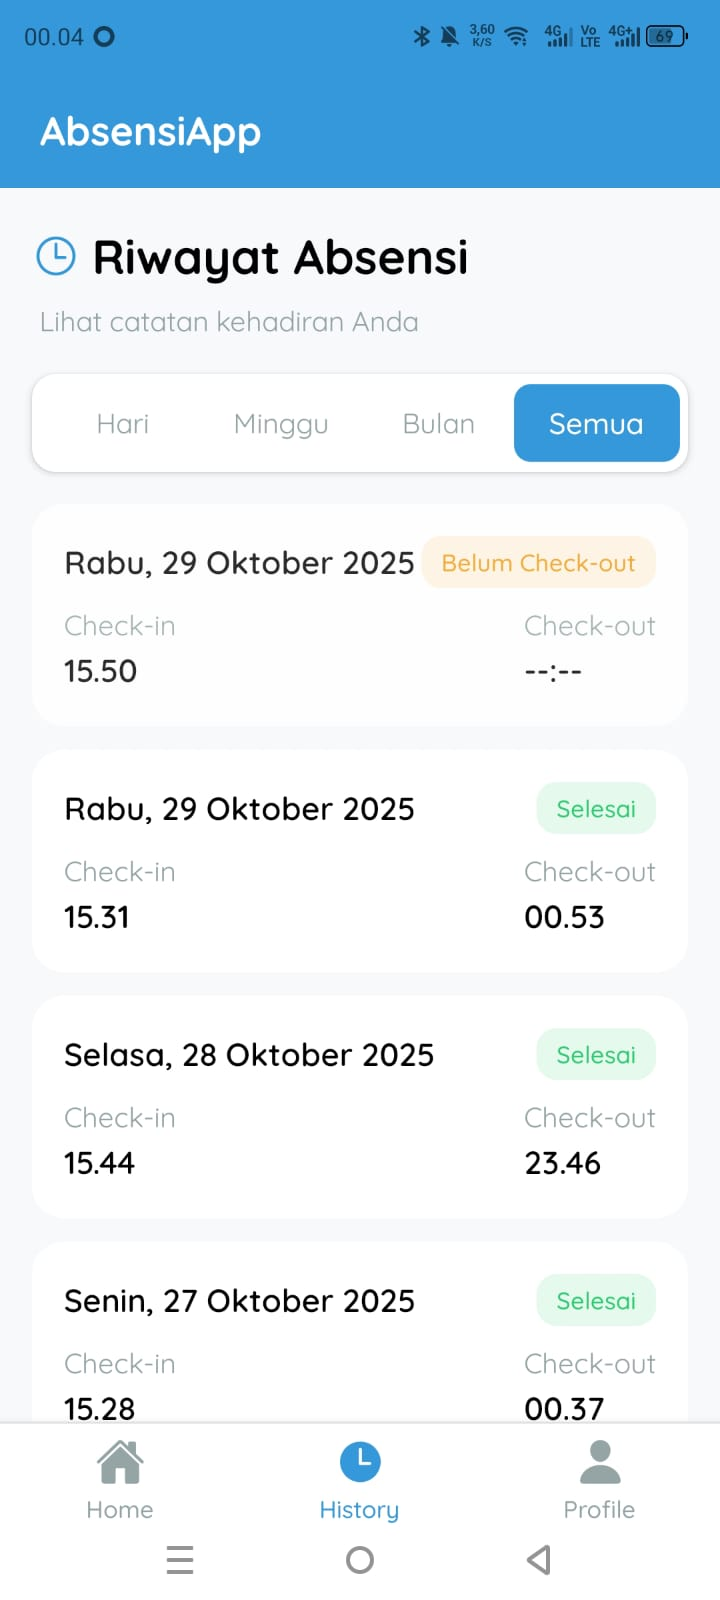 00.04
3,60 K/S 4G Vo LTE 4G+ 69
AbsensiApp
Riwayat Absensi
Lihat catatan kehadiran Anda
Hari Minggu Bulan Semua
Rabu, 29 Oktober 2025 Belum Check-out
Check-in Check-out
15.50 --:--
Rabu, 29 Oktober 2025 Selesai
Check-in Check-out
15.31 00.53
Selasa, 28 Oktober 2025 Selesai
Check-in Check-out
15.44 23.46
Senin, 27 Oktober 2025 Selesai
Check-in Check-out
15.28 00.37
Home History Profile